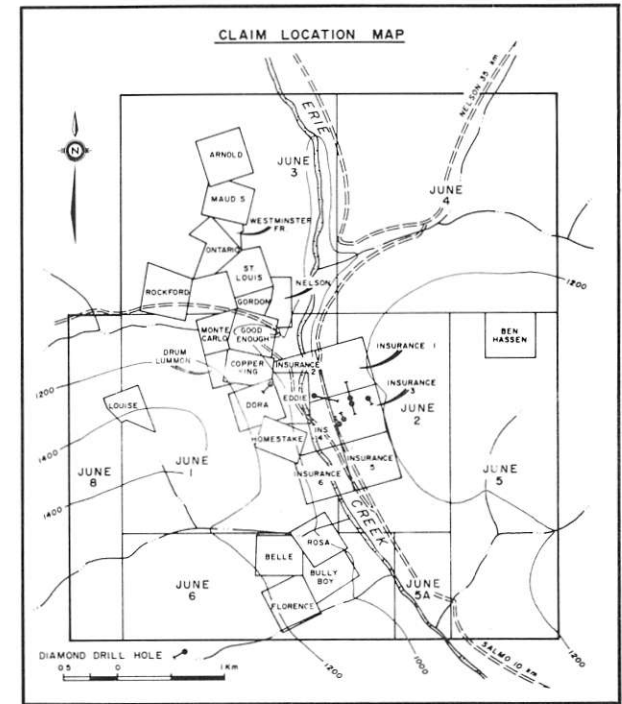 CLAIM LOCATION MAP
NELSON 35 km
ERIE
N
ARNOLD
JUNE
3
JUNE
4
MAUD S
WESTMINSTER
FR
ONTARIO
ST
LOUIS
1200
NELSON
ROCKFORD
GORDON
MONTE
CARLO
GOOD
ENOUGH
BEN
HASSEN
INSURANCE 1
DRUM
LUMMON
COPPER
KING
INSURANCE
2
INSURANCE
3
1200
LOUISE
DORA
EDDIE
JUNE
2
HOMESTAKE
INS
4
1400
JUNE
8
JUNE
1
INSURANCE
6
INSURANCE
5
JUNE
5
1400
CREEK
ROSA
BELLE
BULLY
BOY
JUNE
6
JUNE
5A
FLORENCE
DIAMOND DRILL HOLE
SALMO 10 km
0.5 0 1 Km
1200
1000
1200